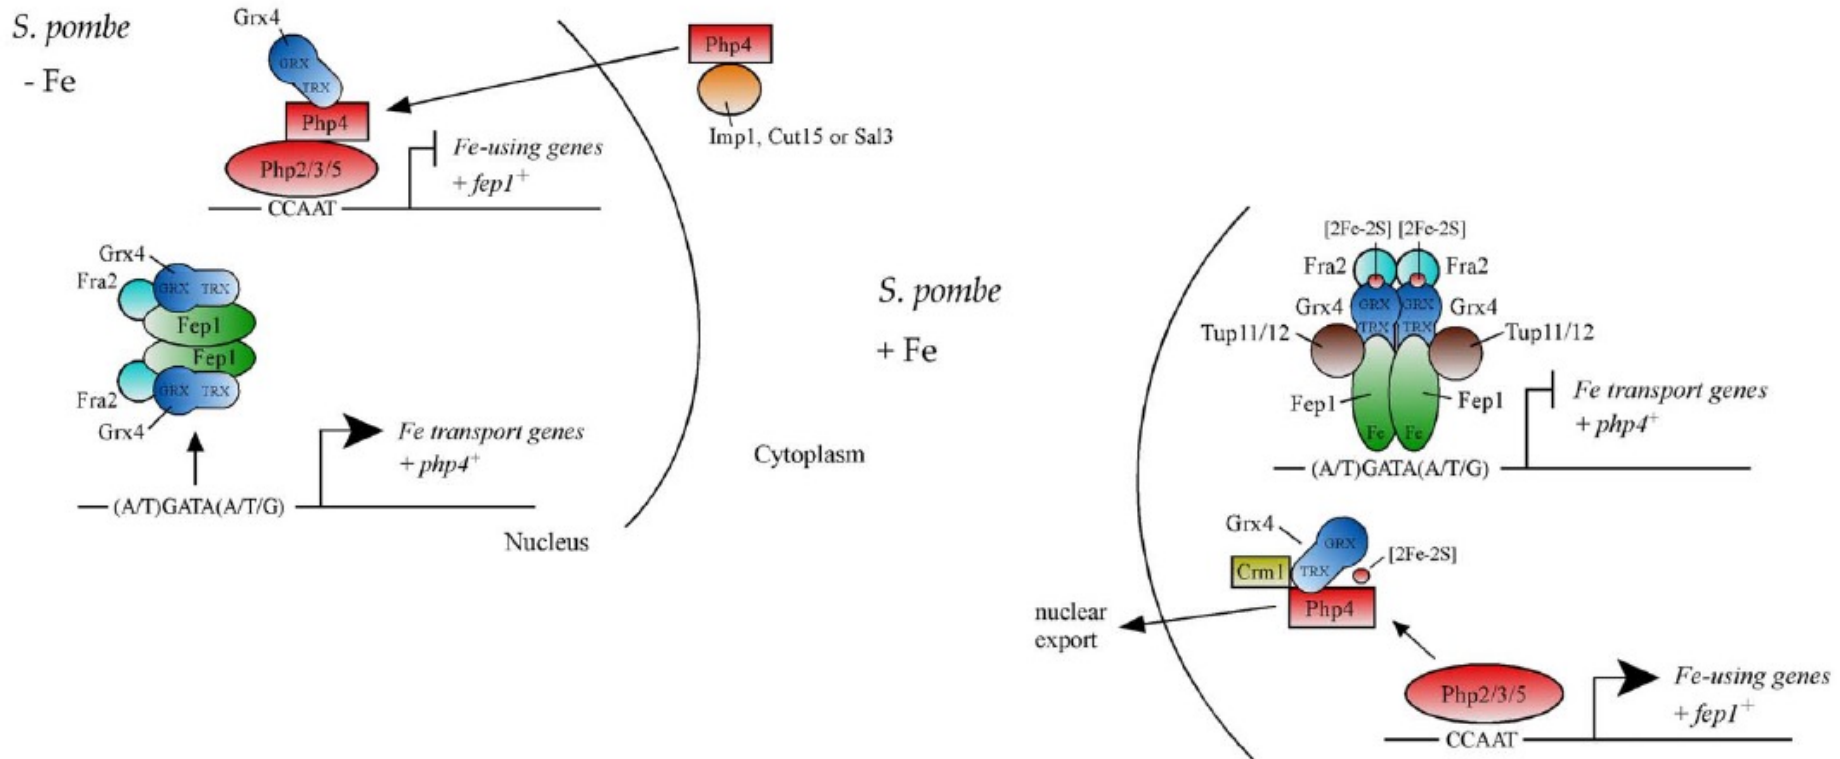 S. pombe
- Fe
Grx4
GRX
TRX
Php4
Php2/3/5
CCAAT
Fe-using genes
+ fep1+
Php4
Imp1, Cut15 or Sal3
Grx4
Fra2
GRX TRX
Fep1
Fep1
GRX TRX
Fra2
Grx4
Fe transport genes
+ php4+
(A/T)GATA(A/T/G)
Nucleus
Cytoplasm
S. pombe
+ Fe
[2Fe-2S] [2Fe-2S]
Fra2 Fra2
Grx4 GRX GRX Grx4
Tup11/12 TRX TRX Tup11/12
Fep1 Fep1
Fe Fe
Fe transport genes
+ php4+
(A/T)GATA(A/T/G)
Grx4
GRX
[2Fe-2S]
Crm1 TRX
Php4
nuclear
export
Php2/3/5
CCAAT
Fe-using genes
+ fep1+